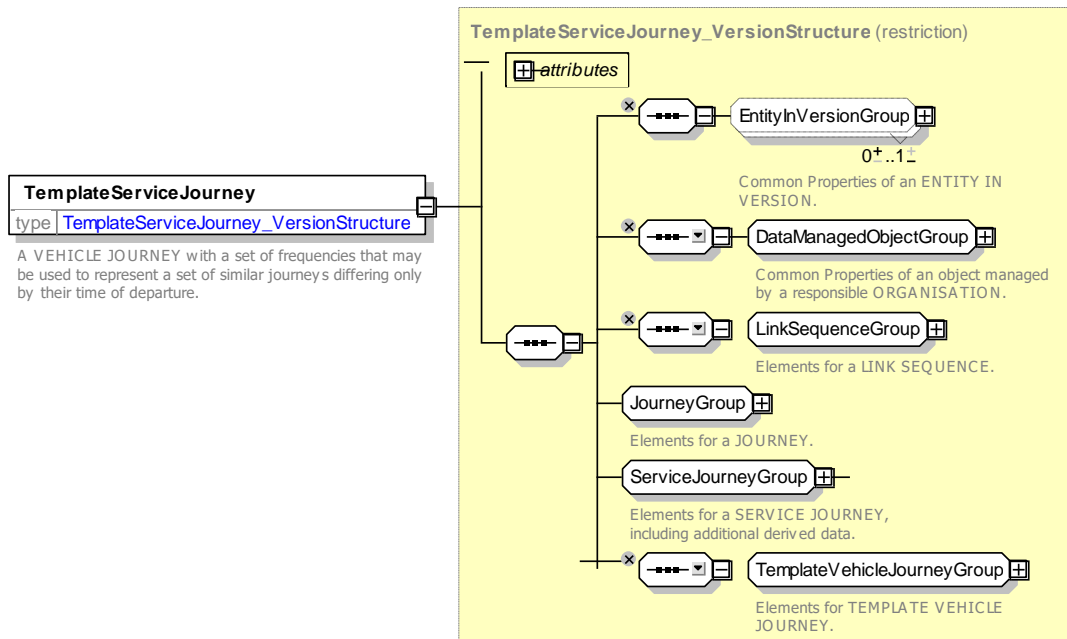 TemplateServiceJourney_VersionStructure (restriction)
attributes
EntityInVersionGroup
0±..1±
Common Properties of an ENTITY IN
VERSION.
TemplateServiceJourney
type TemplateServiceJourney_VersionStructure
A VEHICLE JOURNEY with a set of frequencies that may
be used to represent a set of similar journeys differing only
by their time of departure.
DataManagedObjectGroup
Common Properties of an object managed
by a responsible ORGANISATION.
LinkSequenceGroup
Elements for a LINK SEQUENCE.
JourneyGroup
Elements for a JOURNEY.
ServiceJourneyGroup
Elements for a SERVICE JOURNEY,
including additional derived data.
TemplateVehicleJourneyGroup
Elements for TEMPLATE VEHICLE
JOURNEY.